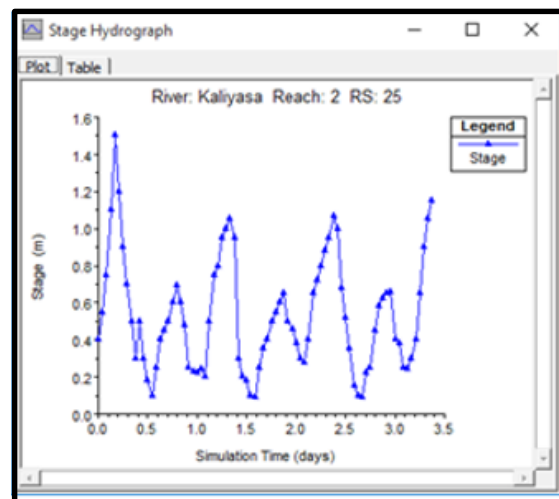 Stage Hydrograph
Plot Table
River: Kaliyasa Reach: 2 RS: 25
Legend
Stage
Stage (m)
1.6
1.4
1.2
1.0
0.8
0.6
0.4
0.2
0.0
0.0 0.5 1.0 1.5 2.0 2.5 3.0 3.5
Simulation Time (days)